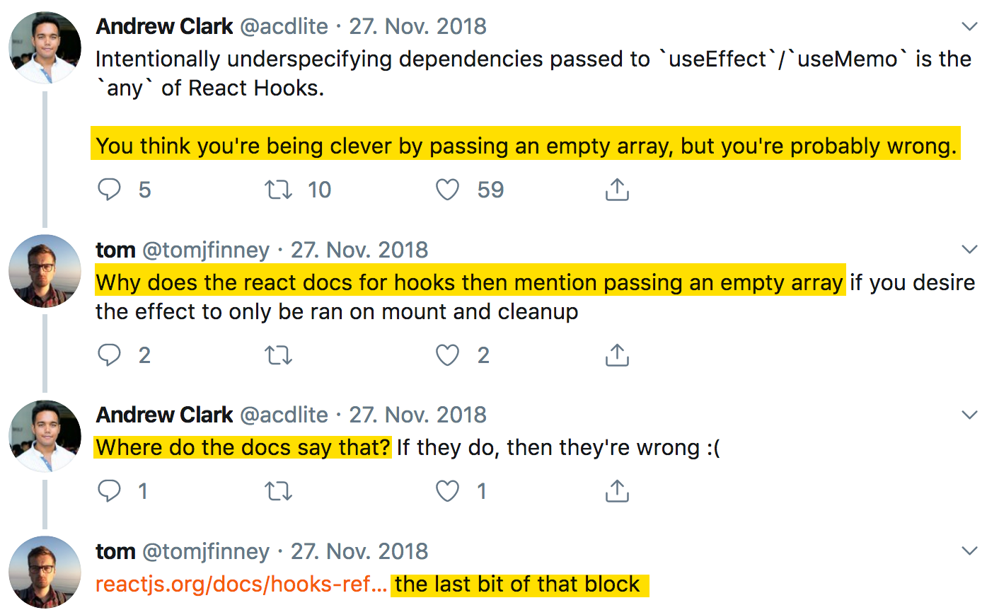 Andrew Clark @acdlite · 27. Nov. 2018
Intentionally underspecifying dependencies passed to `useEffect`/`useMemo` is the
`any` of React Hooks.
You think you're being clever by passing an empty array, but you're probably wrong.
5 10 59
tom @tomjfinney · 27. Nov. 2018
Why does the react docs for hooks then mention passing an empty array if you desire
the effect to only be ran on mount and cleanup
2 2
Andrew Clark @acdlite · 27. Nov. 2018
Where do the docs say that? If they do, then they're wrong :(
1 1
tom @tomjfinney · 27. Nov. 2018
reactjs.org/docs/hooks-ref... the last bit of that block